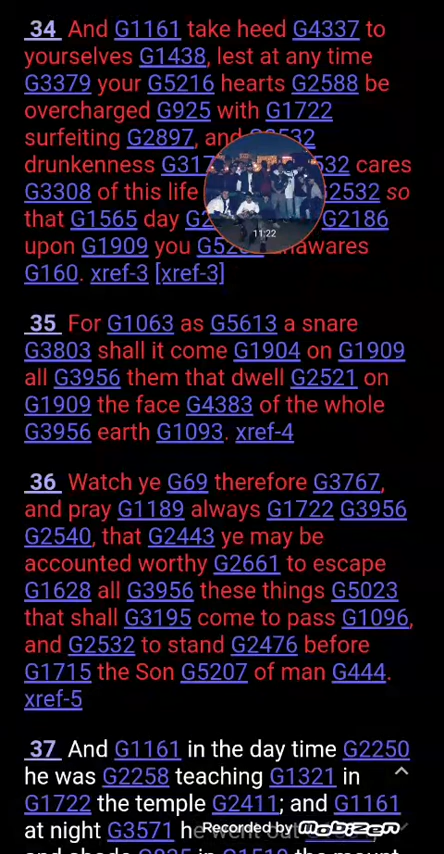 34 And G1161 take heed G4337 to
yourselves G1438, lest at any time
G3379 your G5216 hearts G2588 be
overcharged G925 with G1722
surfeiting G2897, and
drunkenness cares
G3308 of this life G2532 so
that G1565 day G2186
upon G1909 you
G160. xref-3 [xref-3]
11:22
35 For G1063 as G5613 a snare
G3803 shall it come G1904 on G1909
all G3956 them that dwell G2521 on
G1909 the face G4383 of the whole
G3956 earth G1093. xref-4
36 Watch ye G69 therefore G3767,
and pray G1189 always G1722 G3956
G2540, that G2443 ye may be
accounted worthy G2661 to escape
G1628 all G3956 these things G5023
that shall G3195 come to pass G1096,
and G2532 to stand G2476 before
G1715 the Son G5207 of man G444.
xref-5
37 And G1161 in the day time G2250
he was G2258 teaching G1321 in
G1722 the temple G2411; and G1161
at night G3571
Recorded by Mobizen